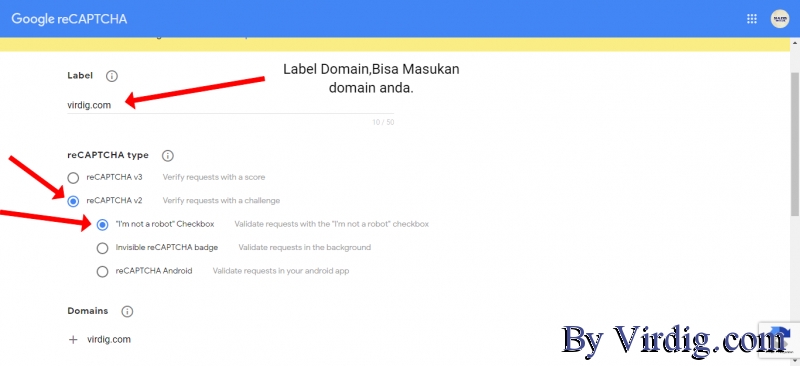 Google reCAPTCHA
Label
Label Domain,Bisa Masukan
domain anda.
virdig.com
10 / 50
reCAPTCHA type
reCAPTCHA v3 Verify requests with a score
reCAPTCHA v2 Verify requests with a challenge
"I'm not a robot" Checkbox Validate requests with the "I'm not a robot" checkbox
Invisible reCAPTCHA badge Validate requests in the background
reCAPTCHA Android Validate requests in your android app
Domains
+ virdig.com
By Virdig.com